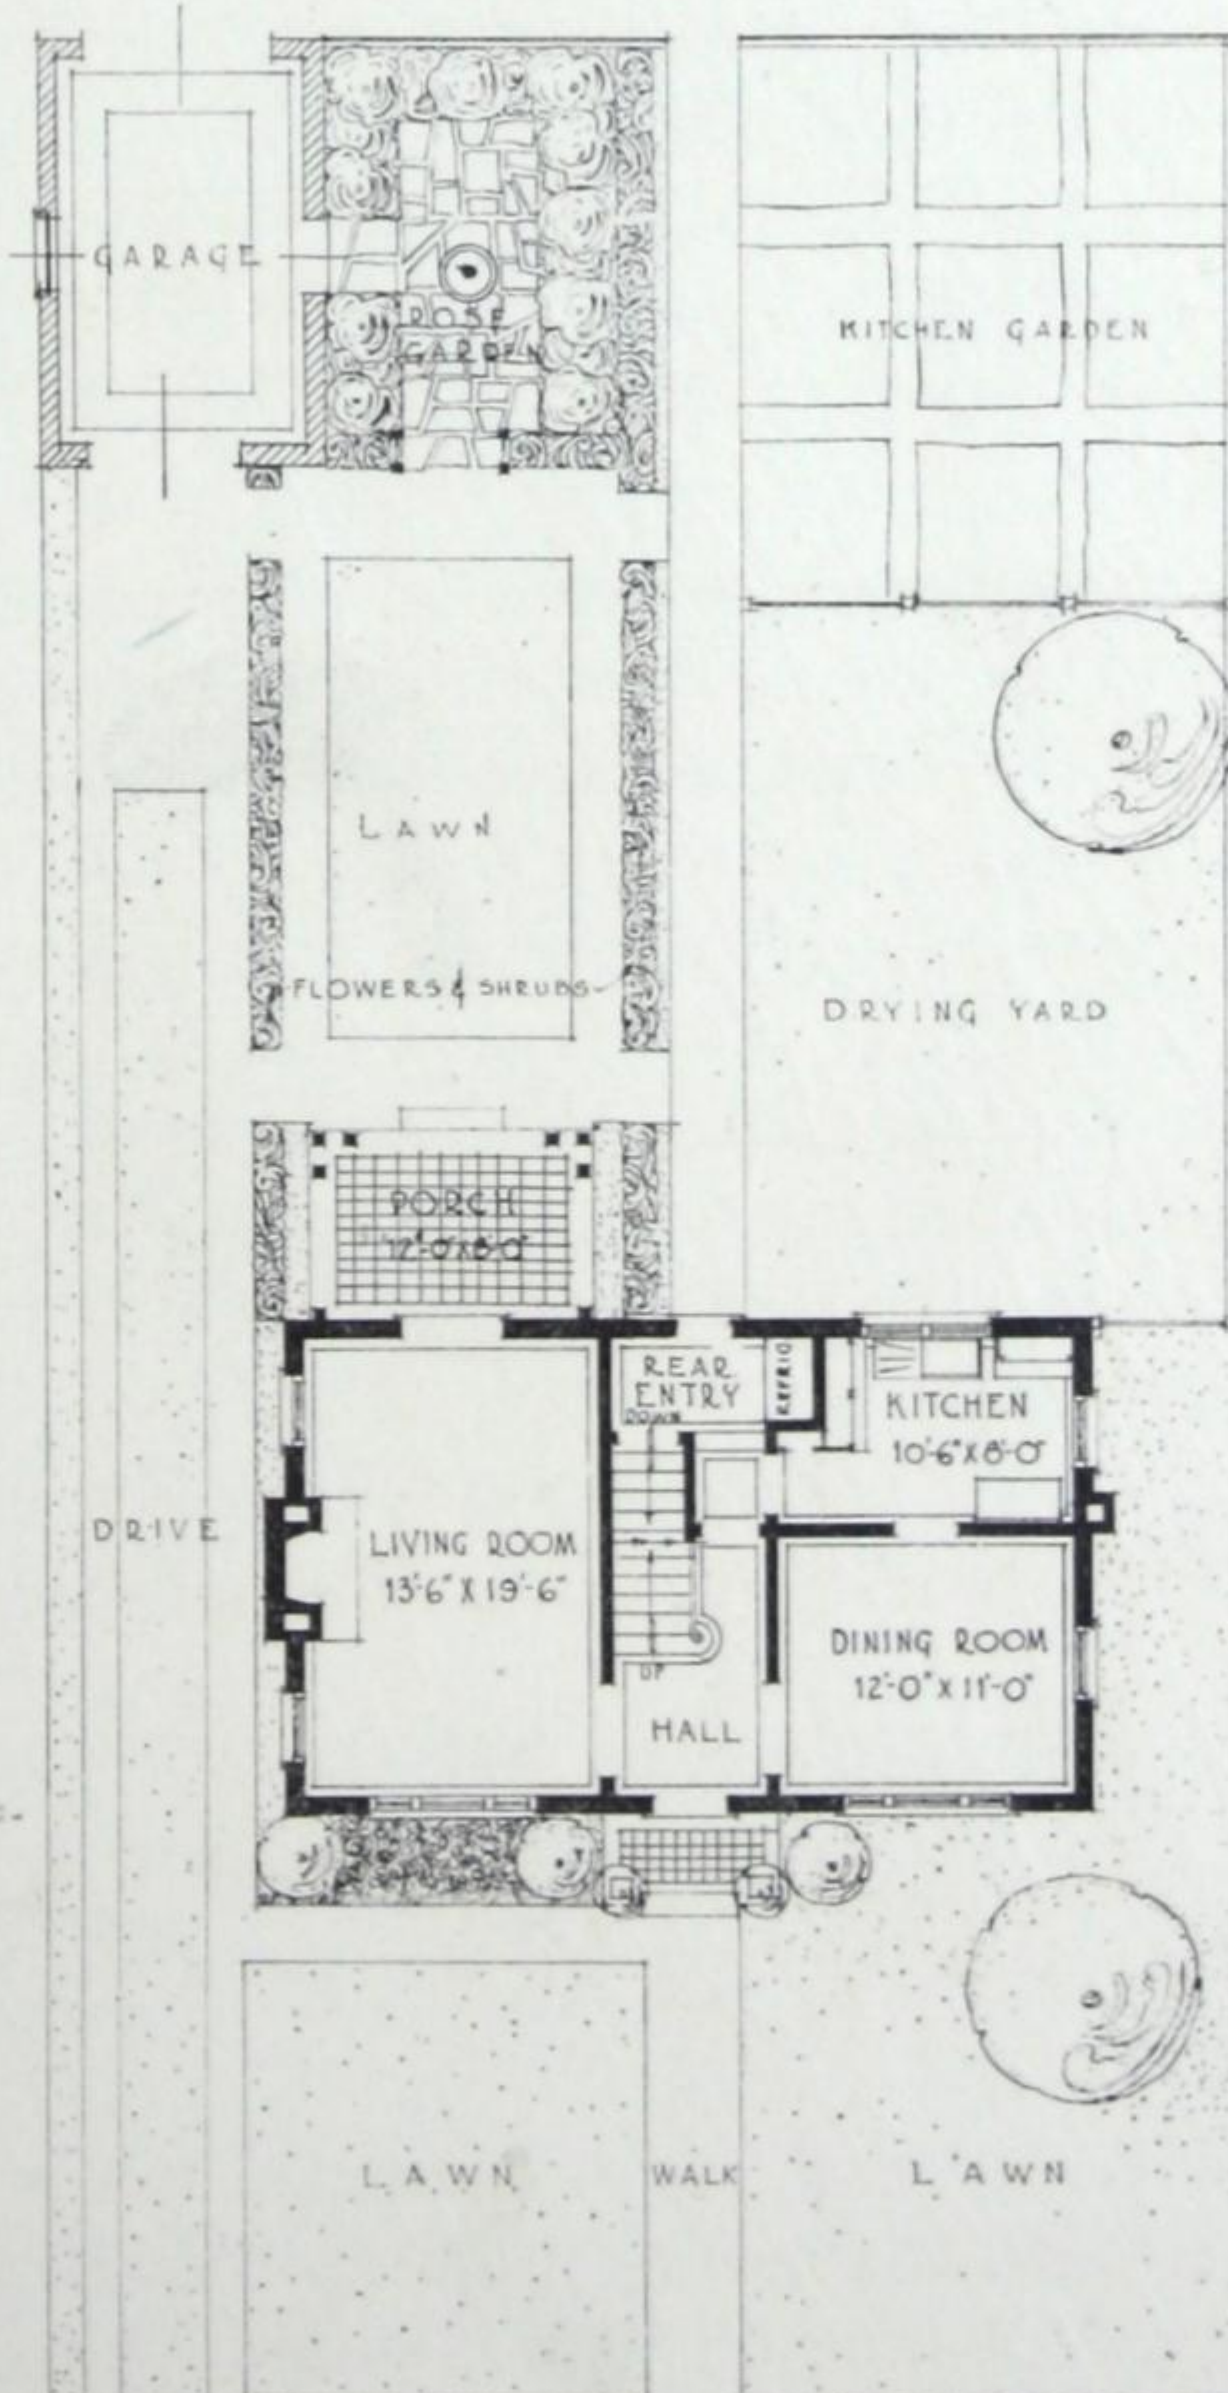 GARAGE
ROSE
GARDEN
KITCHEN GARDEN
LAWN
FLOWERS & SHRUBS
DRYING YARD
PORCH
12'-0"X8'-0"
REAR
ENTRY
REFRIG
DOWN
KITCHEN
10'-6"X8'-0"
DRIVE
LIVING ROOM
13'-6" X 19'-6"
DINING ROOM
12'-0" X 11'-0"
UP
HALL
LAWN
WALK
LAWN